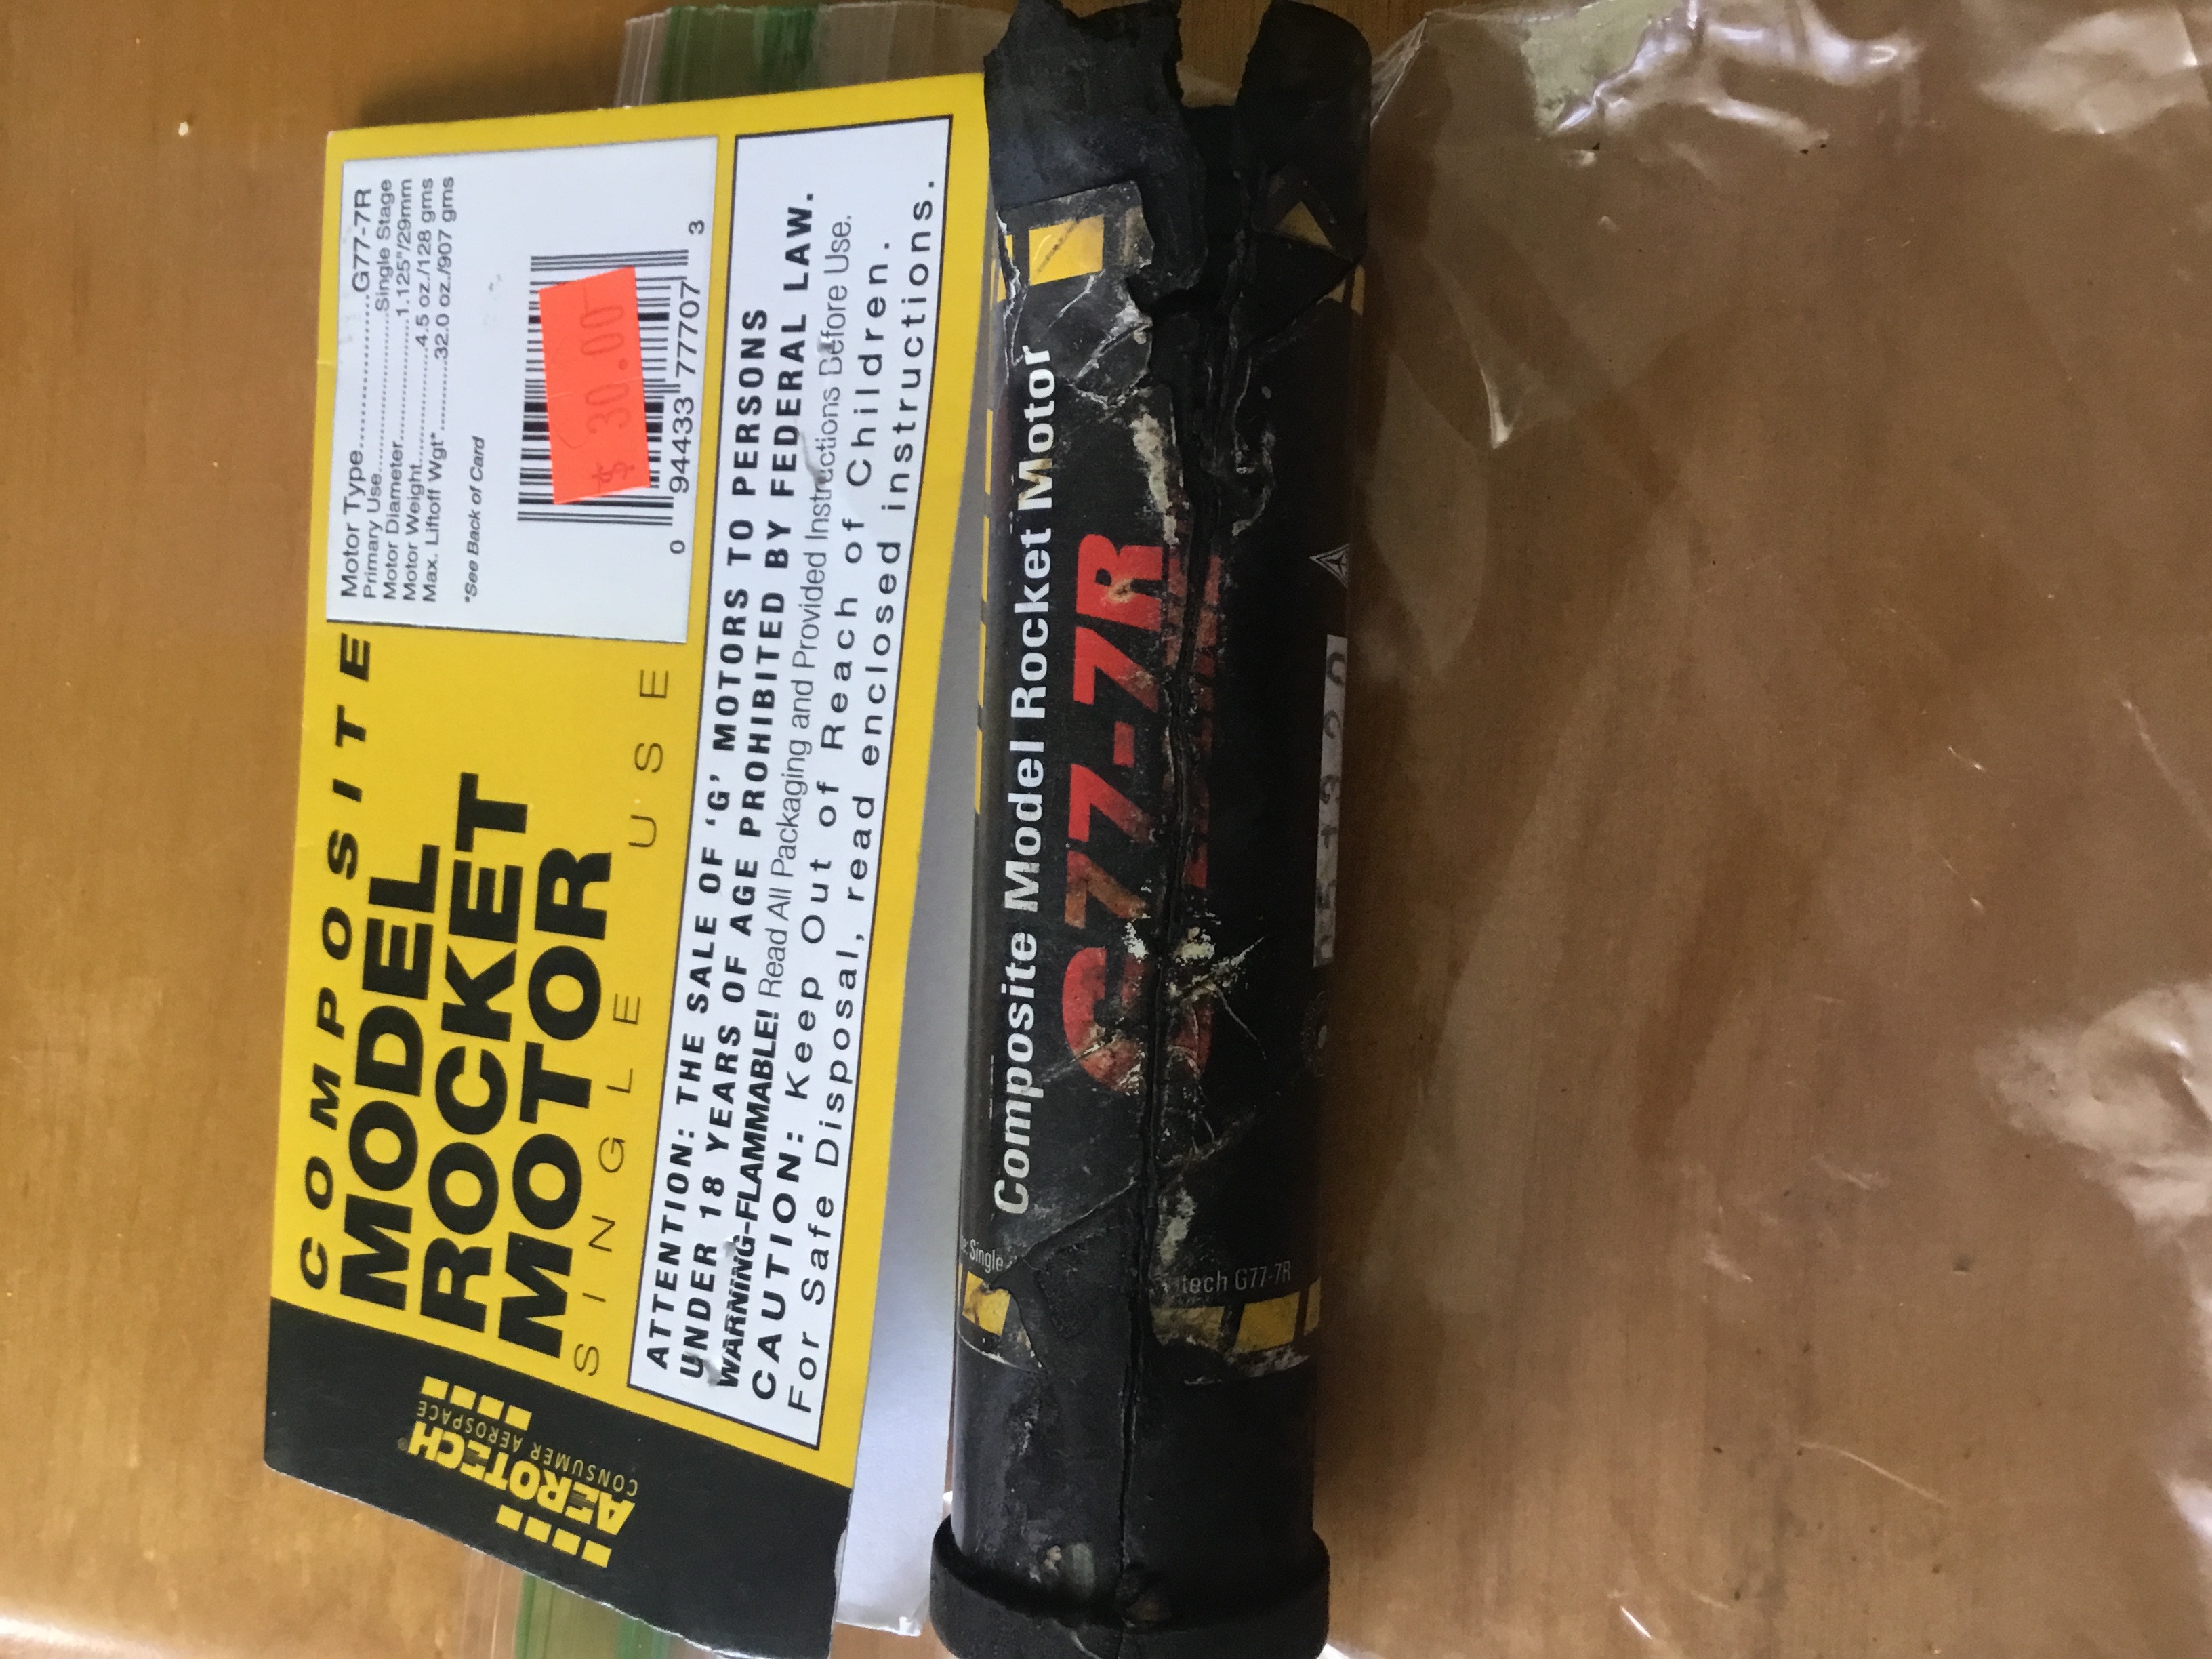 COMPOSITE
MODEL
ROCKET
MOTOR
SINGLE USE
Motor Type....................G77-7R
Primary Use....................Single Stage
Motor Diameter....................1.125"/29mm
Motor Weight....................4.5 oz./128 gms
Max. Liftoff Wgt*....................32.0 oz./907 gms
*See Back of Card
$ 30.00
0 94433 77707 3
ATTENTION: THE SALE OF 'G' MOTORS TO PERSONS
UNDER 18 YEARS OF AGE PROHIBITED BY FEDERAL LAW.
WARNING-FLAMMABLE! Read All Packaging and Provided Instructions Before Use.
CAUTION: Keep Out of Reach of Children.
For Safe Disposal, read enclosed instructions.
AEROTECH®
CONSUMER AEROSPACE
Composite Model Rocket Motor
G77-7R
Single
tech G77-7R